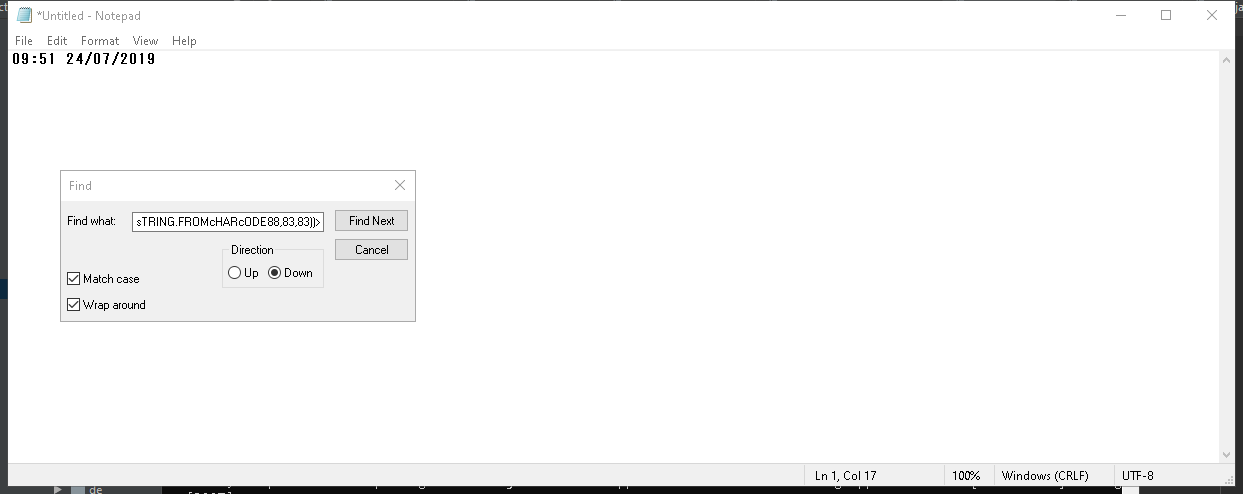 *Untitled - Notepad
File Edit Format View Help
09:51 24/07/2019
Find
Find what: sTRING.FROMcHARcODE88,83,83))> Find Next
Direction Cancel
Up Down
Match case
Wrap around
Ln 1, Col 17 100% Windows (CRLF) UTF-8
de